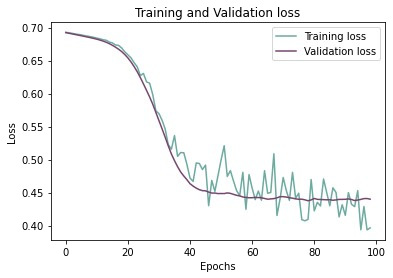 Training and Validation loss
Training loss
Validation loss
0.70
0.65
0.60
0.55
0.50
0.45
0.40
Loss
0
20
40
60
80
100
Epochs